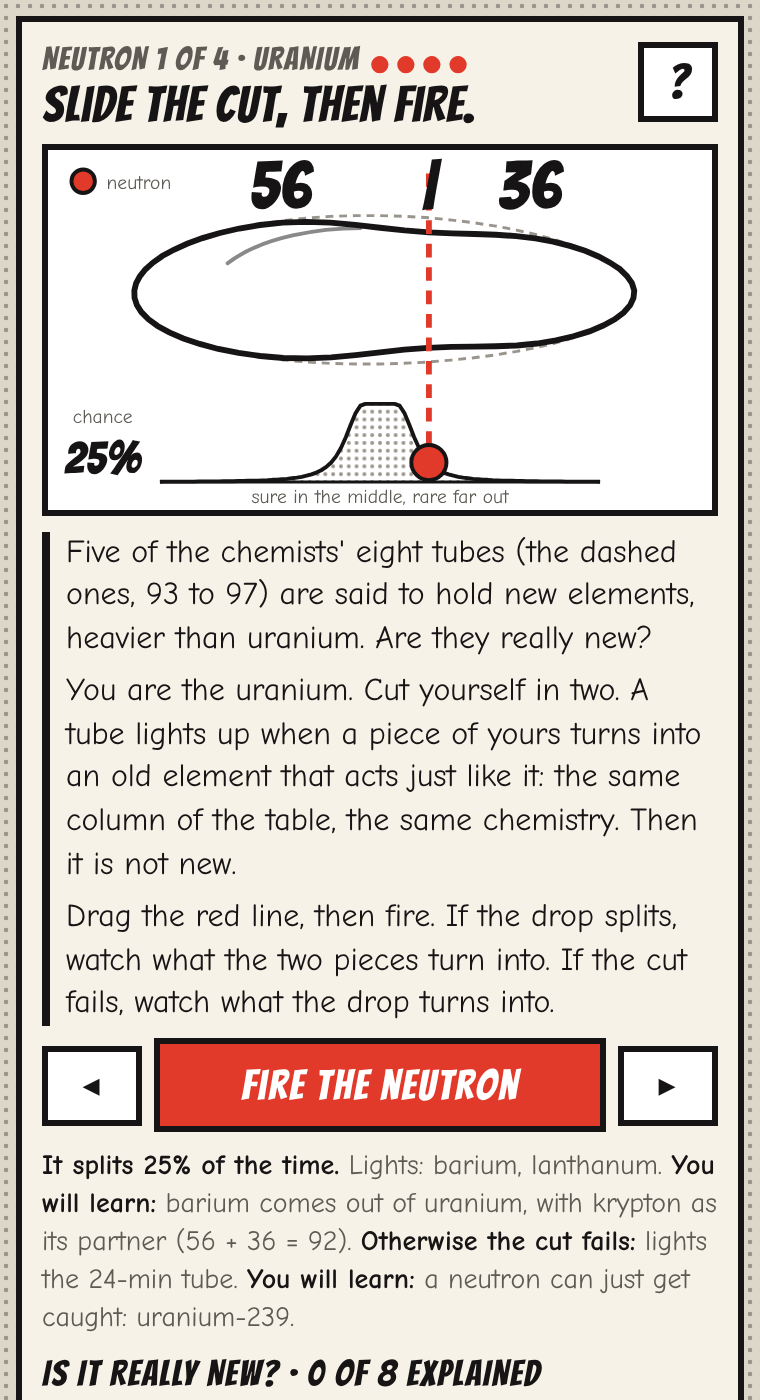 NEUTRON 1 OF 4 · URANIUM
SLIDE THE CUT, THEN FIRE.
?
neutron
56 / 36
chance
25%
sure in the middle, rare far out
Five of the chemists' eight tubes (the dashed
ones, 93 to 97) are said to hold new elements,
heavier than uranium. Are they really new?
You are the uranium. Cut yourself in two. A
tube lights up when a piece of yours turns into
an old element that acts just like it: the same
column of the table, the same chemistry. Then
it is not new.
Drag the red line, then fire. If the drop splits,
watch what the two pieces turn into. If the cut
fails, watch what the drop turns into.
◄ FIRE THE NEUTRON ►
It splits 25% of the time. Lights: barium, lanthanum. You
will learn: barium comes out of uranium, with krypton as
its partner (56 + 36 = 92). Otherwise the cut fails: lights
the 24-min tube. You will learn: a neutron can just get
caught: uranium-239.
IS IT REALLY NEW? · 0 OF 8 EXPLAINED